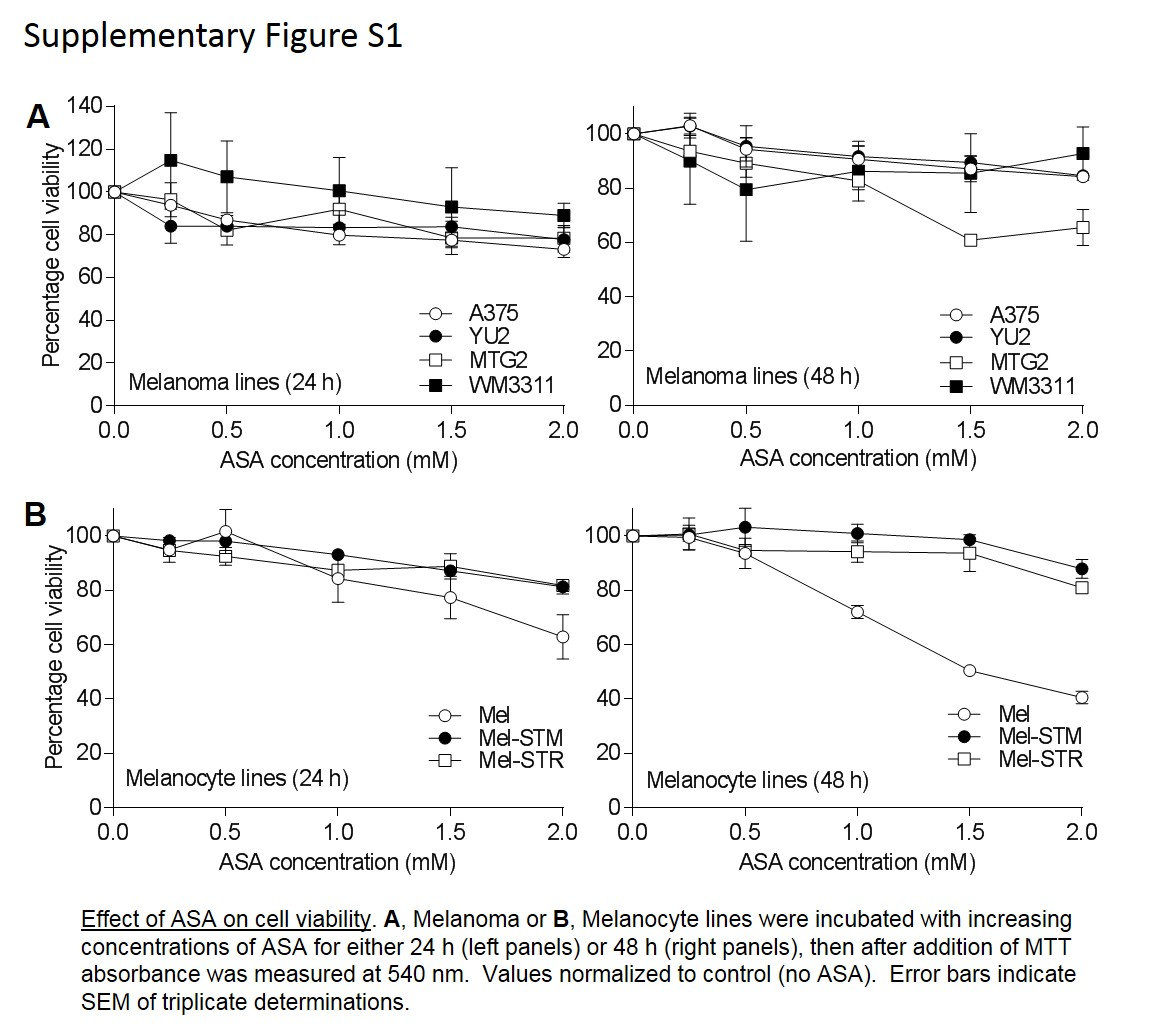 Supplementary Figure S1
A
Percentage cell viability
140
120
100
80
60
40
20
0
0.0 0.5 1.0 1.5 2.0
ASA concentration (mM)
A375
YU2
MTG2
WM3311
Melanoma lines (24 h)
100
80
60
40
20
0
0.0 0.5 1.0 1.5 2.0
ASA concentration (mM)
A375
YU2
MTG2
WM3311
Melanoma lines (48 h)
B
Percentage cell viability
100
80
60
40
20
0
0.0 0.5 1.0 1.5 2.0
ASA concentration (mM)
Mel
Mel-STM
Mel-STR
Melanocyte lines (24 h)
100
80
60
40
20
0
0.0 0.5 1.0 1.5 2.0
ASA concentration (mM)
Mel
Mel-STM
Mel-STR
Melanocyte lines (48 h)
Effect of ASA on cell viability. A, Melanoma or B, Melanocyte lines were incubated with increasing
concentrations of ASA for either 24 h (left panels) or 48 h (right panels), then after addition of MTT
absorbance was measured at 540 nm. Values normalized to control (no ASA). Error bars indicate
SEM of triplicate determinations.